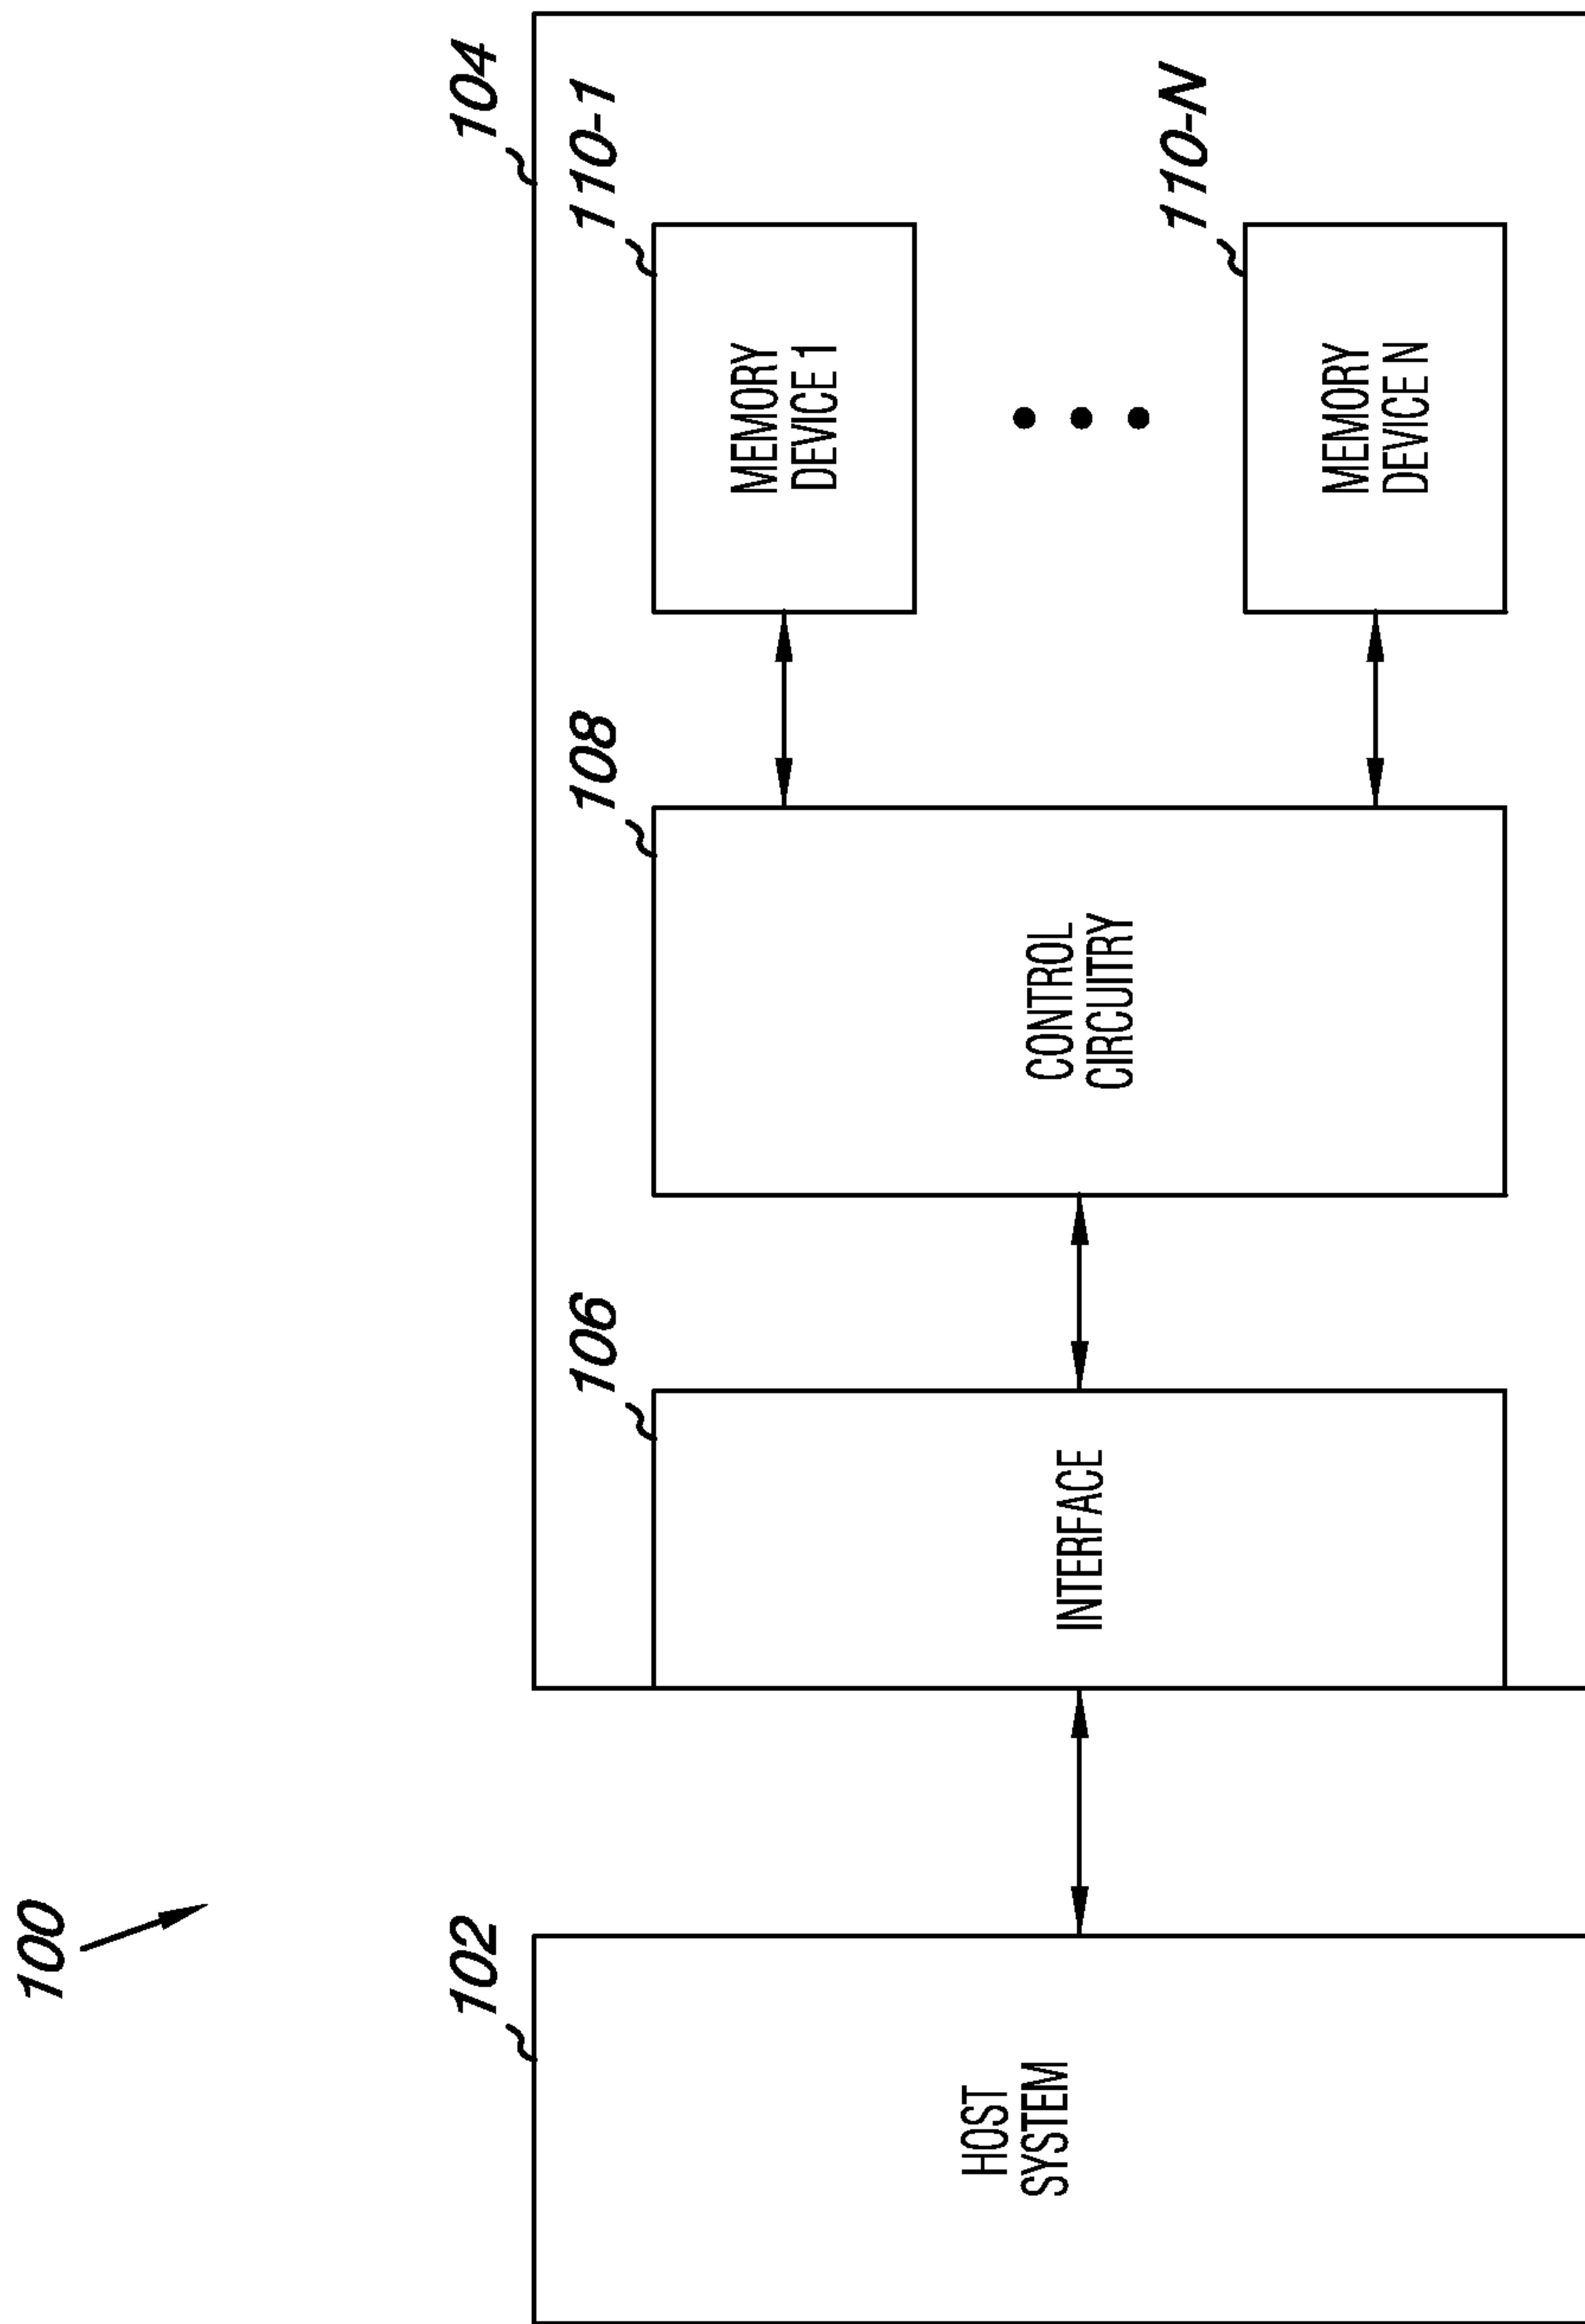 100
102
HOST
SYSTEM
104
106
INTERFACE
108
CONTROL
CIRCUITRY
110-1
MEMORY
DEVICE 1
110-N
MEMORY
DEVICE N